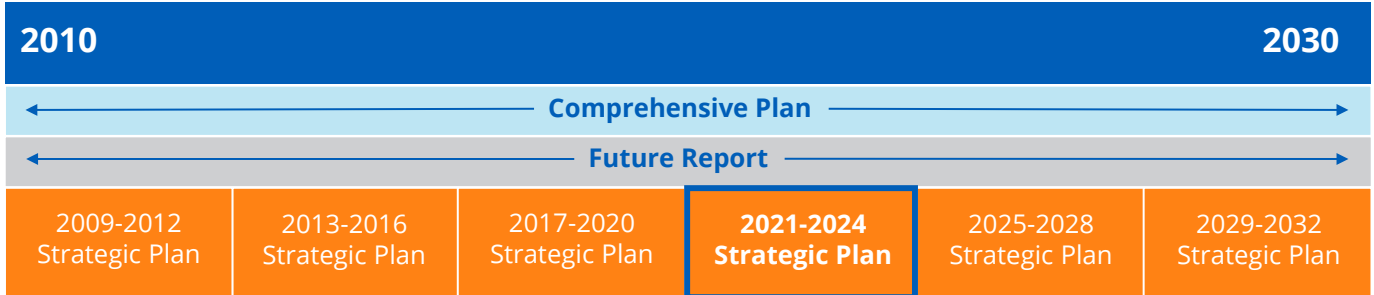 2010 2030
Comprehensive Plan
Future Report
2009-2012
Strategic Plan
2013-2016
Strategic Plan
2017-2020
Strategic Plan
2021-2024
Strategic Plan
2025-2028
Strategic Plan
2029-2032
Strategic Plan